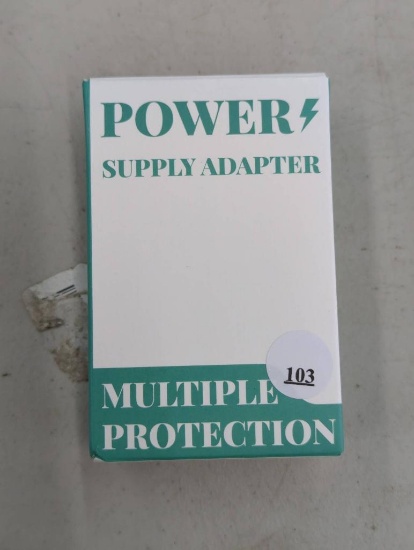 POWER
SUPPLY ADAPTER
103
MULTIPLE
PROTECTION